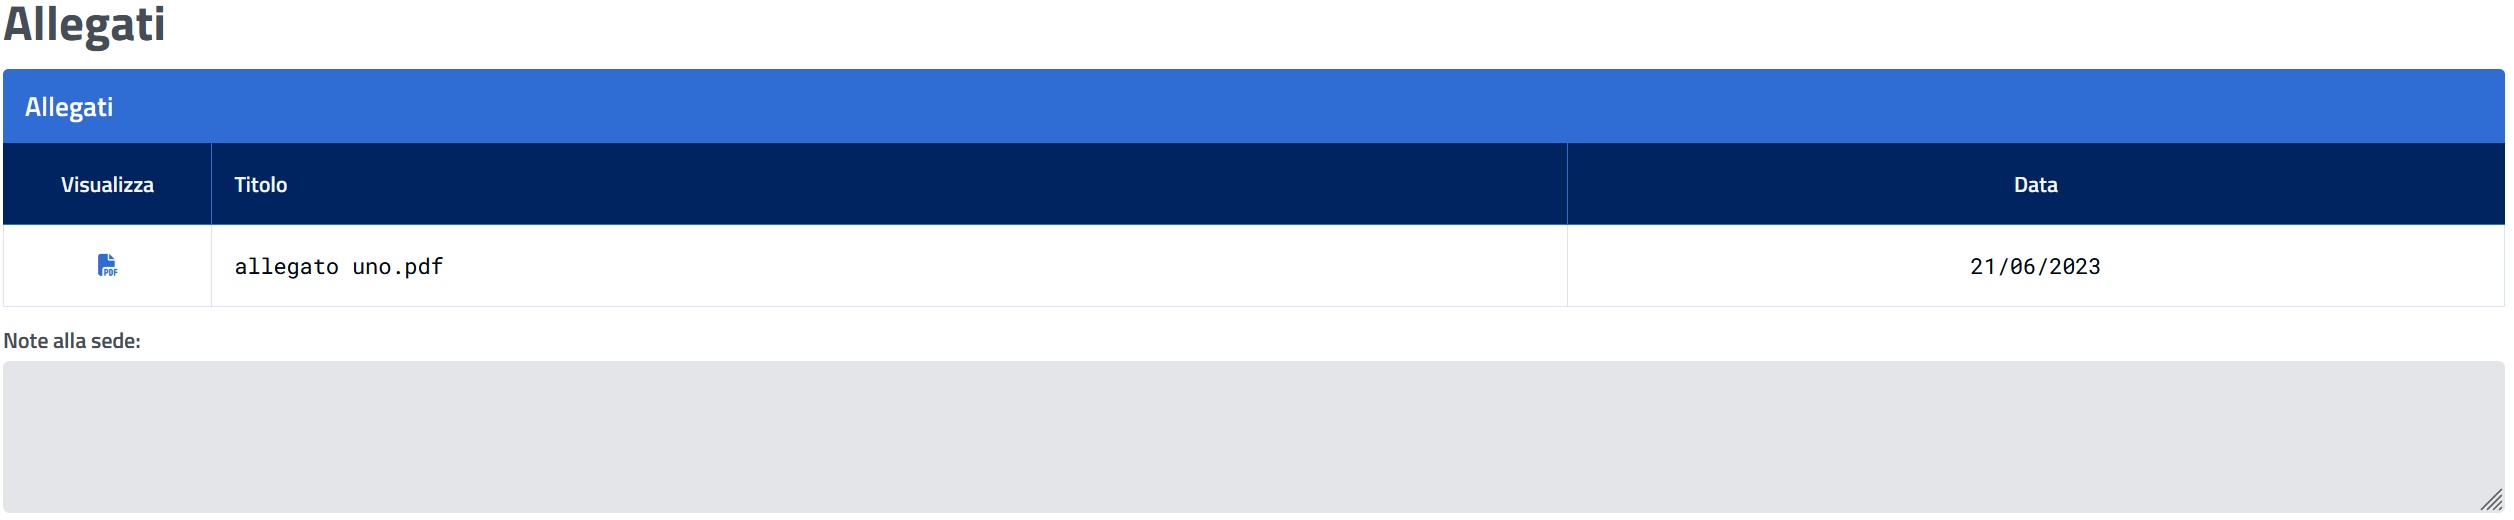 Allegati
Allegati
Visualizza Titolo Data
PDF allegato uno.pdf 21/06/2023
Note alla sede: